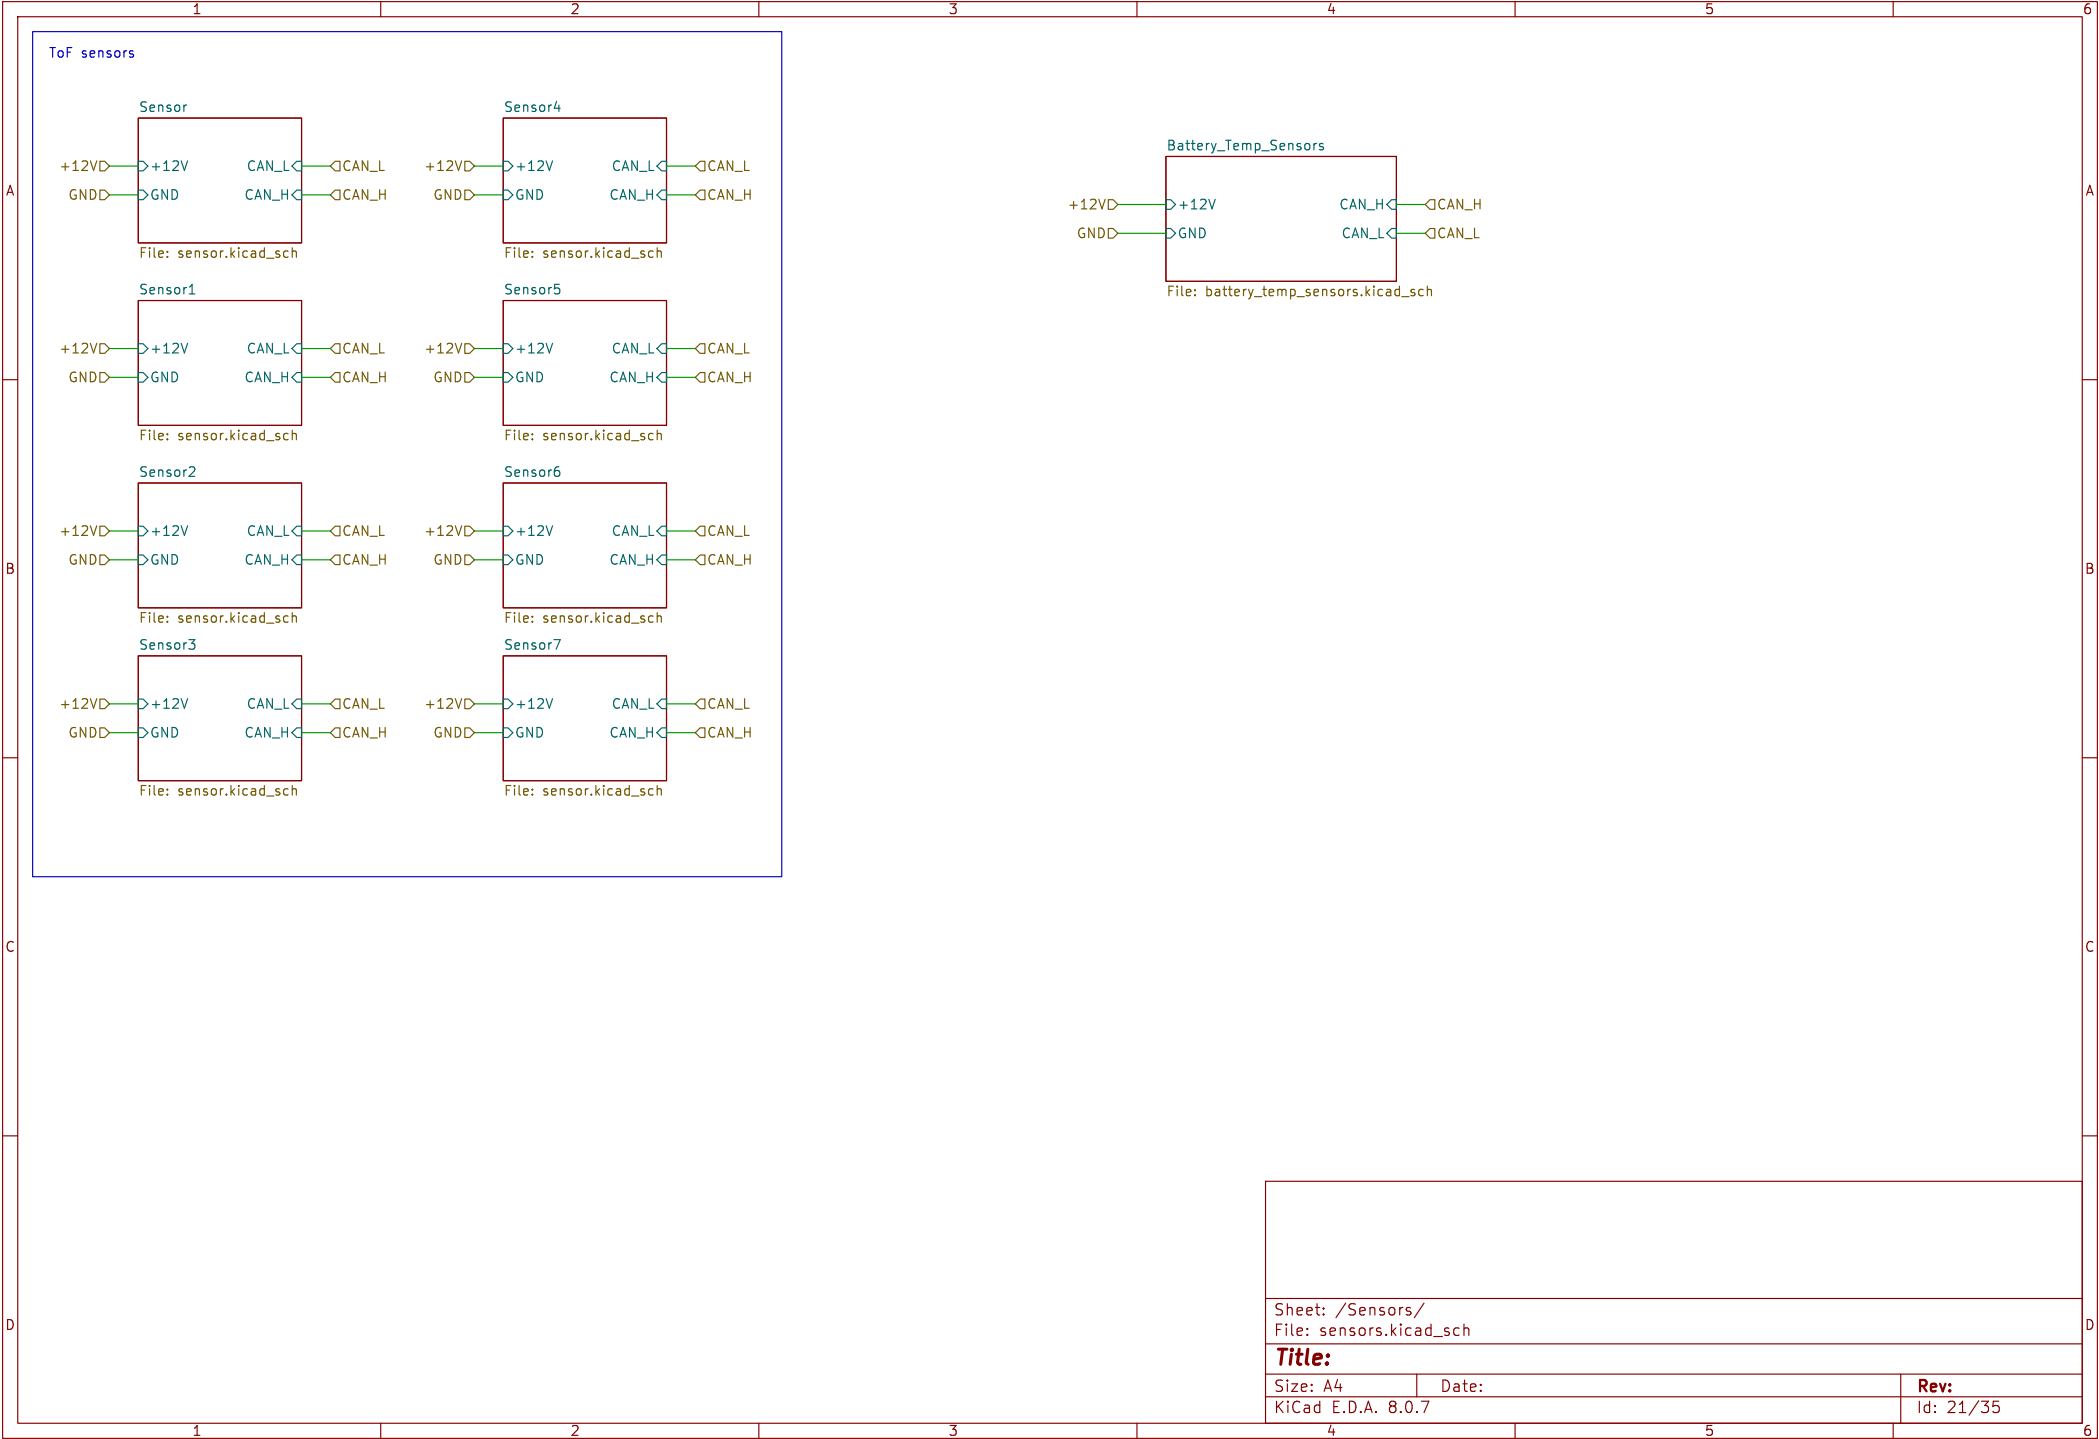 1 2 3 4 5 6
ToF sensors
Sensor
+12V +12V CAN_L CAN_L
GND GND CAN_H CAN_H
File: sensor.kicad_sch
Sensor4
+12V +12V CAN_L CAN_L
GND GND CAN_H CAN_H
File: sensor.kicad_sch
Battery_Temp_Sensors
+12V +12V CAN_H CAN_H
GND GND CAN_L CAN_L
File: battery_temp_sensors.kicad_sch
A A
Sensor1
+12V +12V CAN_L CAN_L
GND GND CAN_H CAN_H
File: sensor.kicad_sch
Sensor5
+12V +12V CAN_L CAN_L
GND GND CAN_H CAN_H
File: sensor.kicad_sch
Sensor2
+12V +12V CAN_L CAN_L
GND GND CAN_H CAN_H
File: sensor.kicad_sch
Sensor6
+12V +12V CAN_L CAN_L
GND GND CAN_H CAN_H
File: sensor.kicad_sch
B B
Sensor3
+12V +12V CAN_L CAN_L
GND GND CAN_H CAN_H
File: sensor.kicad_sch
Sensor7
+12V +12V CAN_L CAN_L
GND GND CAN_H CAN_H
File: sensor.kicad_sch
C C
D D
Sheet: /Sensors/
File: sensors.kicad_sch
Title:
Size: A4 Date: Rev:
KiCad E.D.A. 8.0.7 Id: 21/35
1 2 3 4 5 6